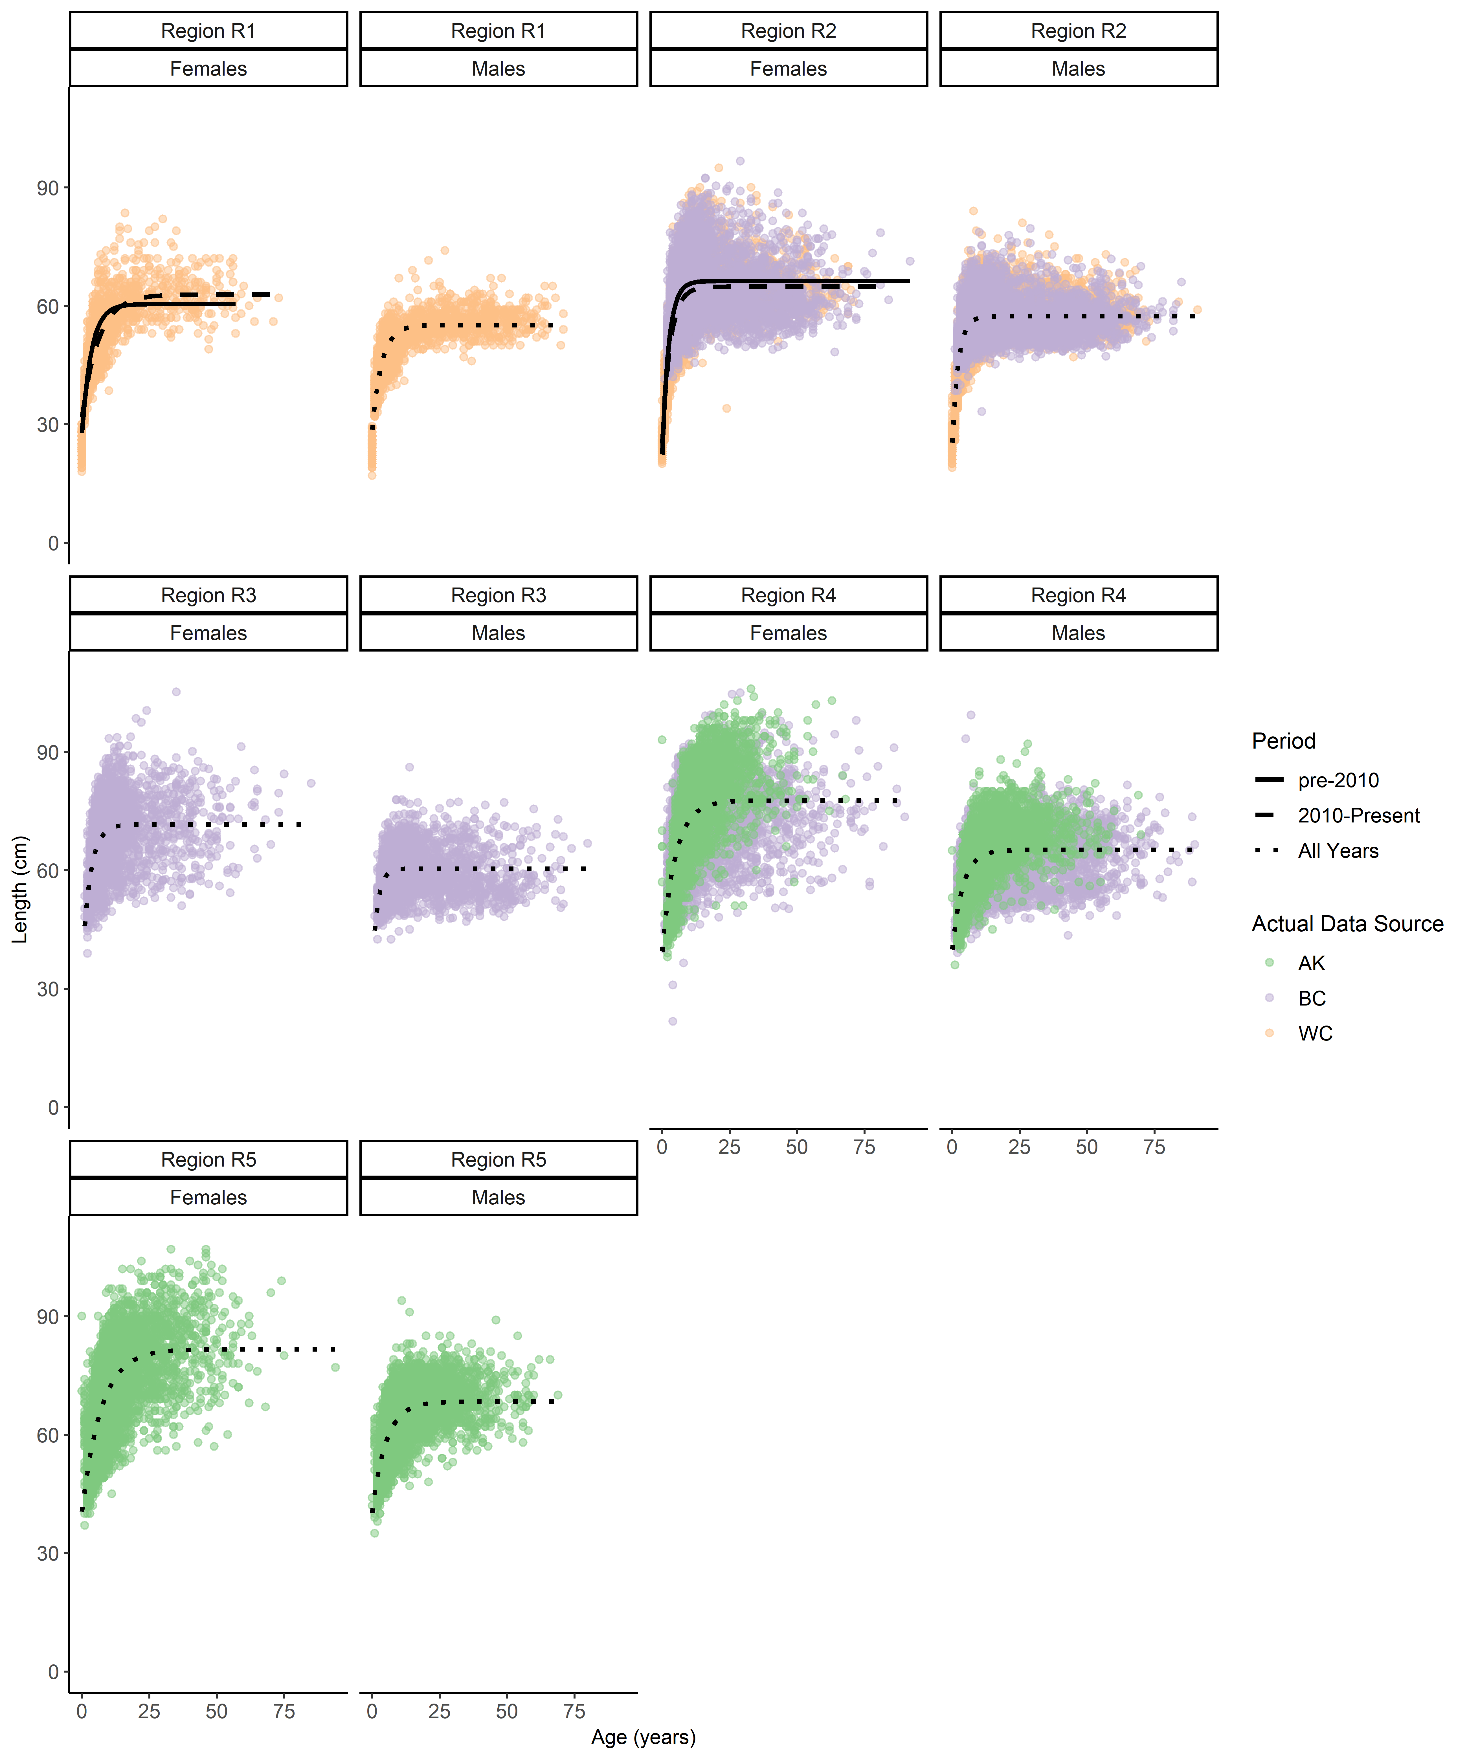 Region R1 Region R1 Region R2 Region R2
Females Males Females Males
90
60
30
0
Region R3 Region R3 Region R4 Region R4
Females Males Females Males
90
60
30
0
0 25 50 75 0 25 50 75
Region R5 Region R5
Females Males
90
60
30
0
0 25 50 75 0 25 50 75
Age (years)
Length (cm)
Period
pre-2010
2010-Present
All Years
Actual Data Source
AK
BC
WC